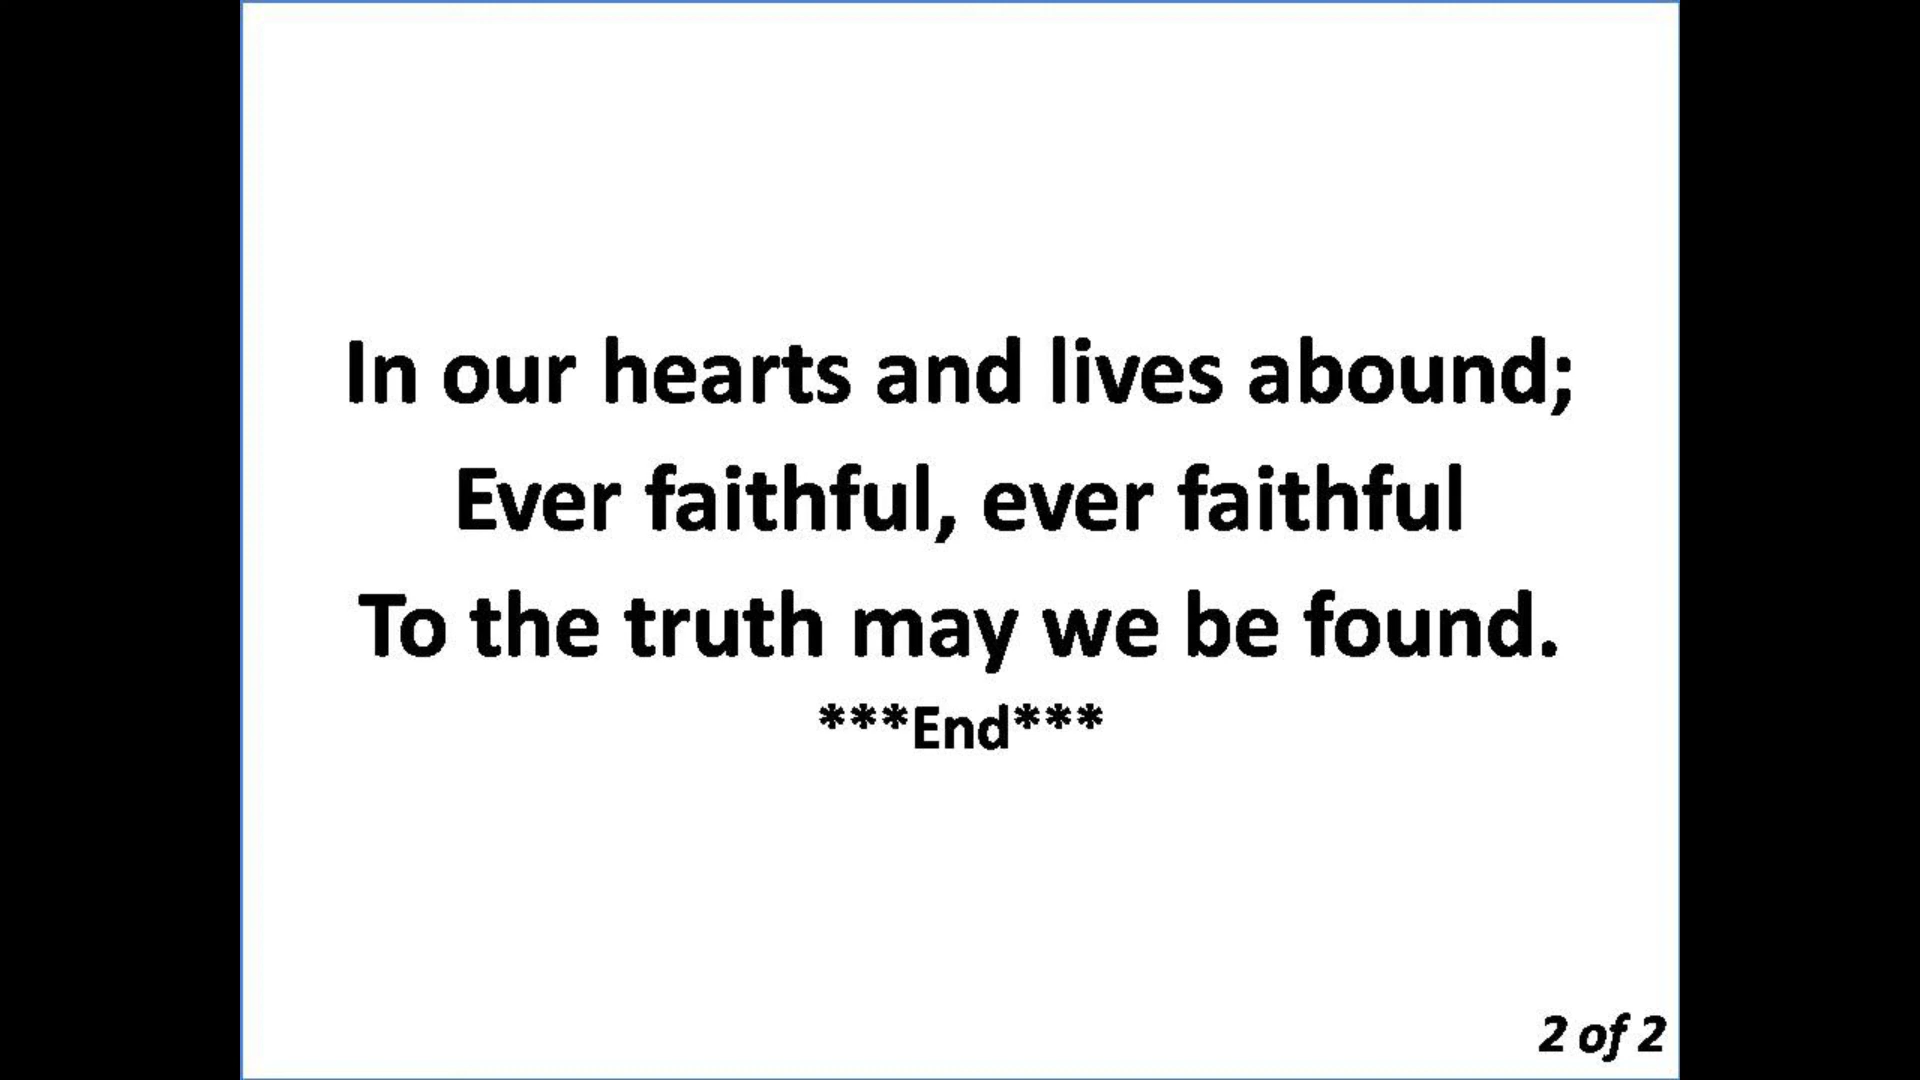 In our hearts and lives abound;
Ever faithful, ever faithful
To the truth may we be found.
***End***
2 of 2